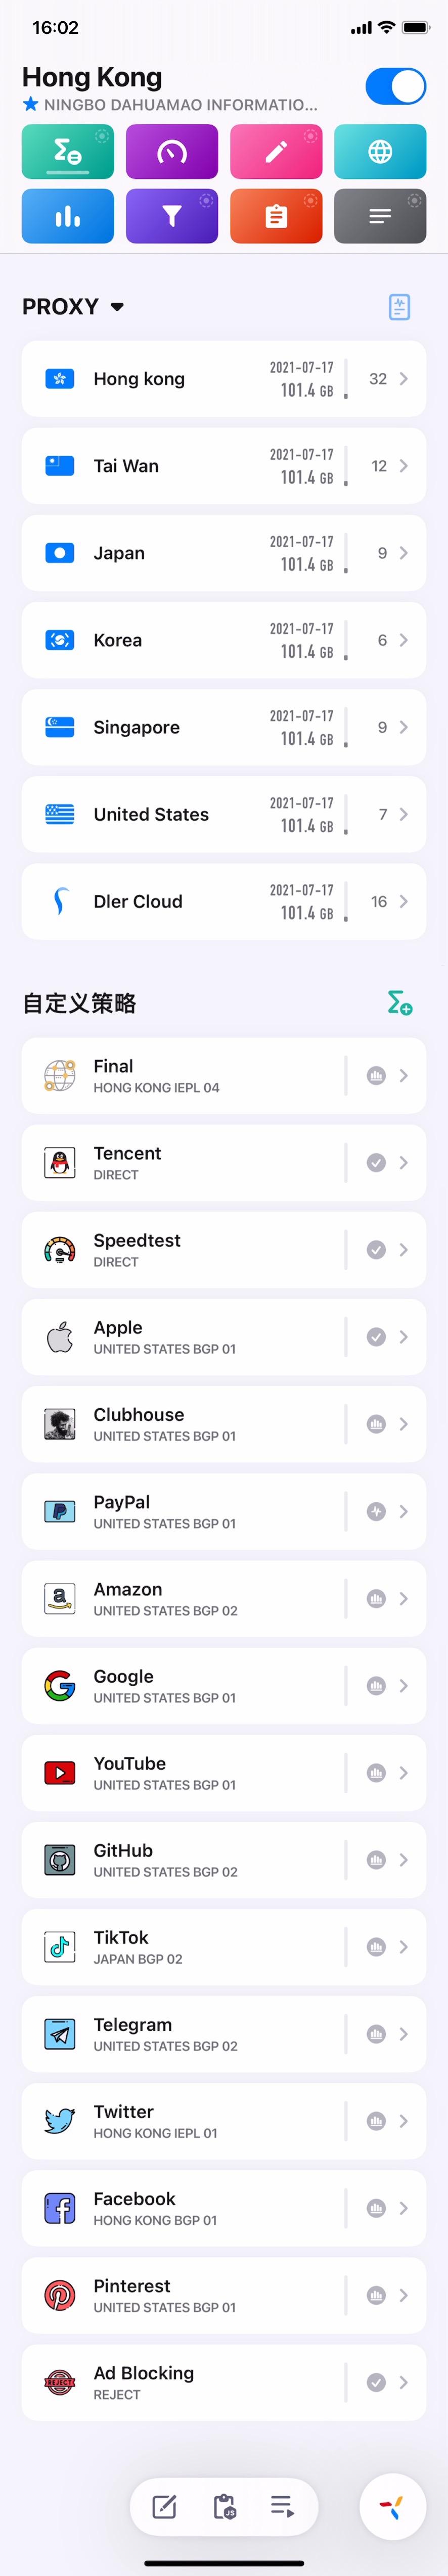 16:02
Hong Kong
NINGBO DAHUAMAO INFORMATIO...
PROXY
Hong kong
2021-07-17
101.4 GB
32
Tai Wan
2021-07-17
101.4 GB
12
Japan
2021-07-17
101.4 GB
9
Korea
2021-07-17
101.4 GB
6
Singapore
2021-07-17
101.4 GB
9
United States
2021-07-17
101.4 GB
7
Dler Cloud
2021-07-17
101.4 GB
16
自定义策略
Final
HONG KONG IEPL 04
Tencent
DIRECT
Speedtest
DIRECT
Apple
UNITED STATES BGP 01
Clubhouse
UNITED STATES BGP 01
PayPal
UNITED STATES BGP 01
Amazon
UNITED STATES BGP 02
Google
UNITED STATES BGP 01
YouTube
UNITED STATES BGP 01
GitHub
UNITED STATES BGP 02
TikTok
JAPAN BGP 02
Telegram
UNITED STATES BGP 02
Twitter
HONG KONG IEPL 01
Facebook
HONG KONG BGP 01
Pinterest
UNITED STATES BGP 01
REJECT
Ad Blocking
REJECT
JS